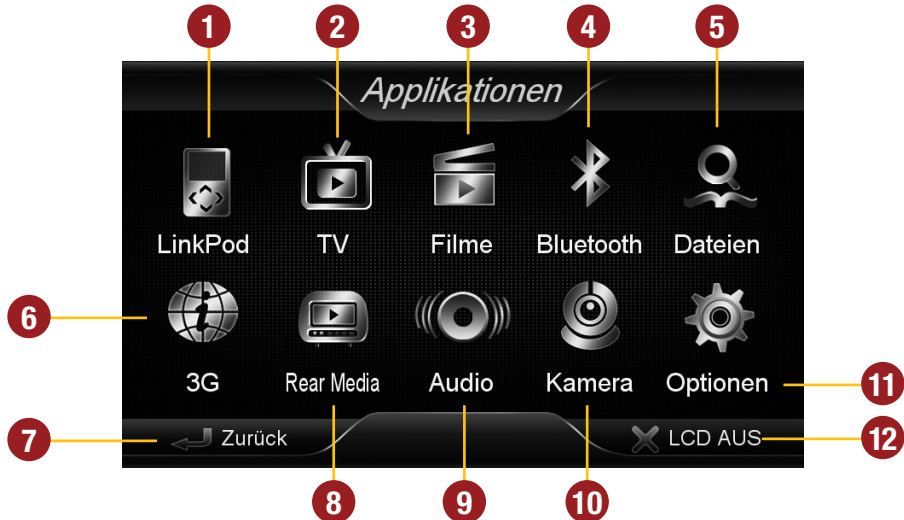 1 2 3 4 5
Applikationen
LinkPod TV Filme Bluetooth Dateien
6
3G Rear Media Audio Kamera Optionen
11
7 Zurück LCD AUS 12
8 9 10